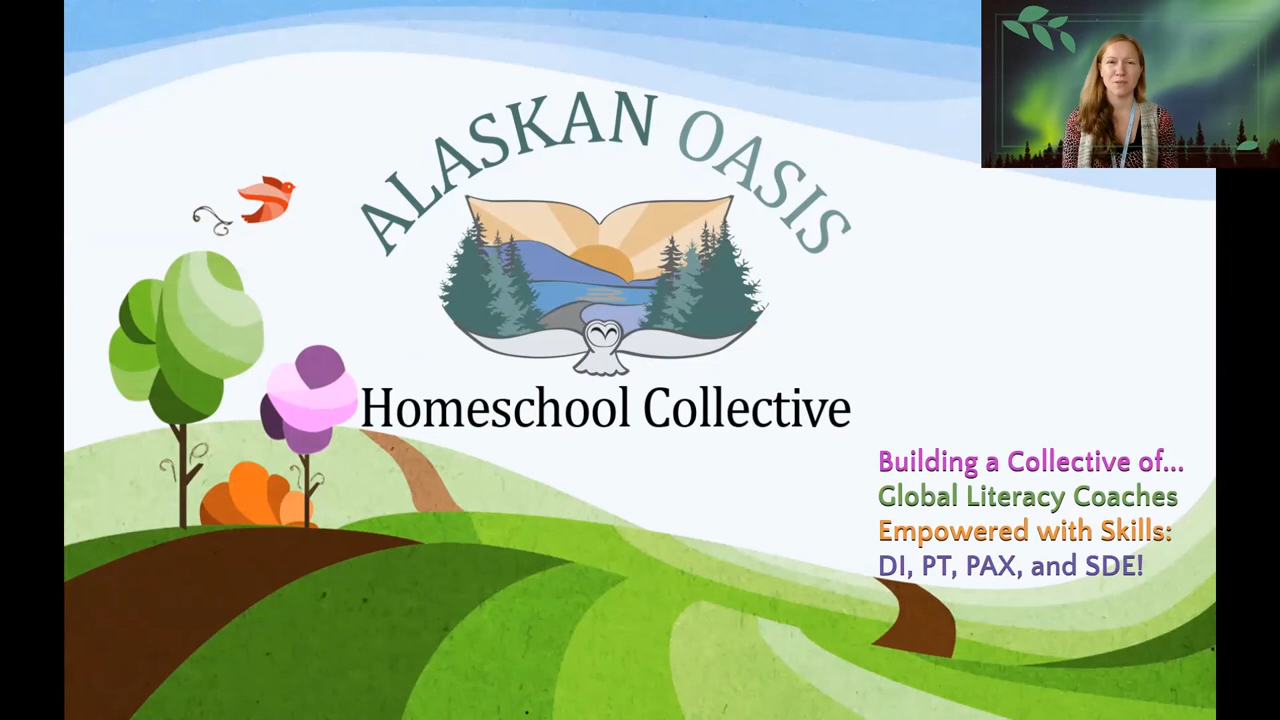 ALASKAN OASIS
Homeschool Collective
Building a Collective of...
Global Literacy Coaches
Empowered with Skills:
DI, PT, PAX, and SDE!